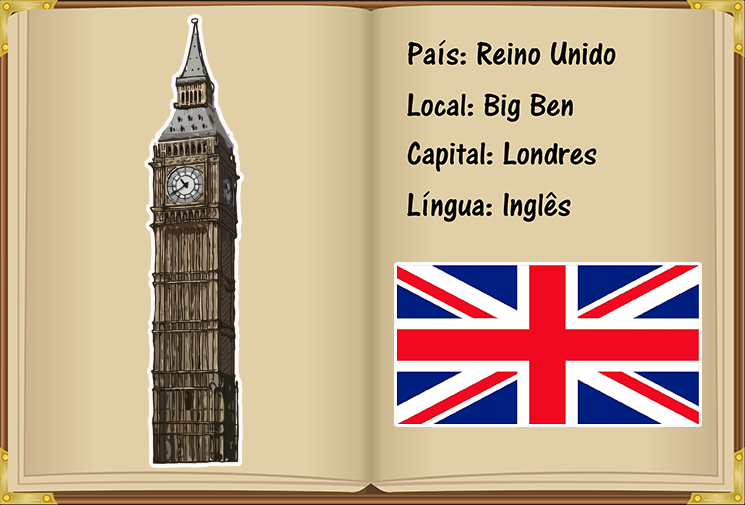 País: Reino Unido
Local: Big Ben
Capital: Londres
Língua: Inglês